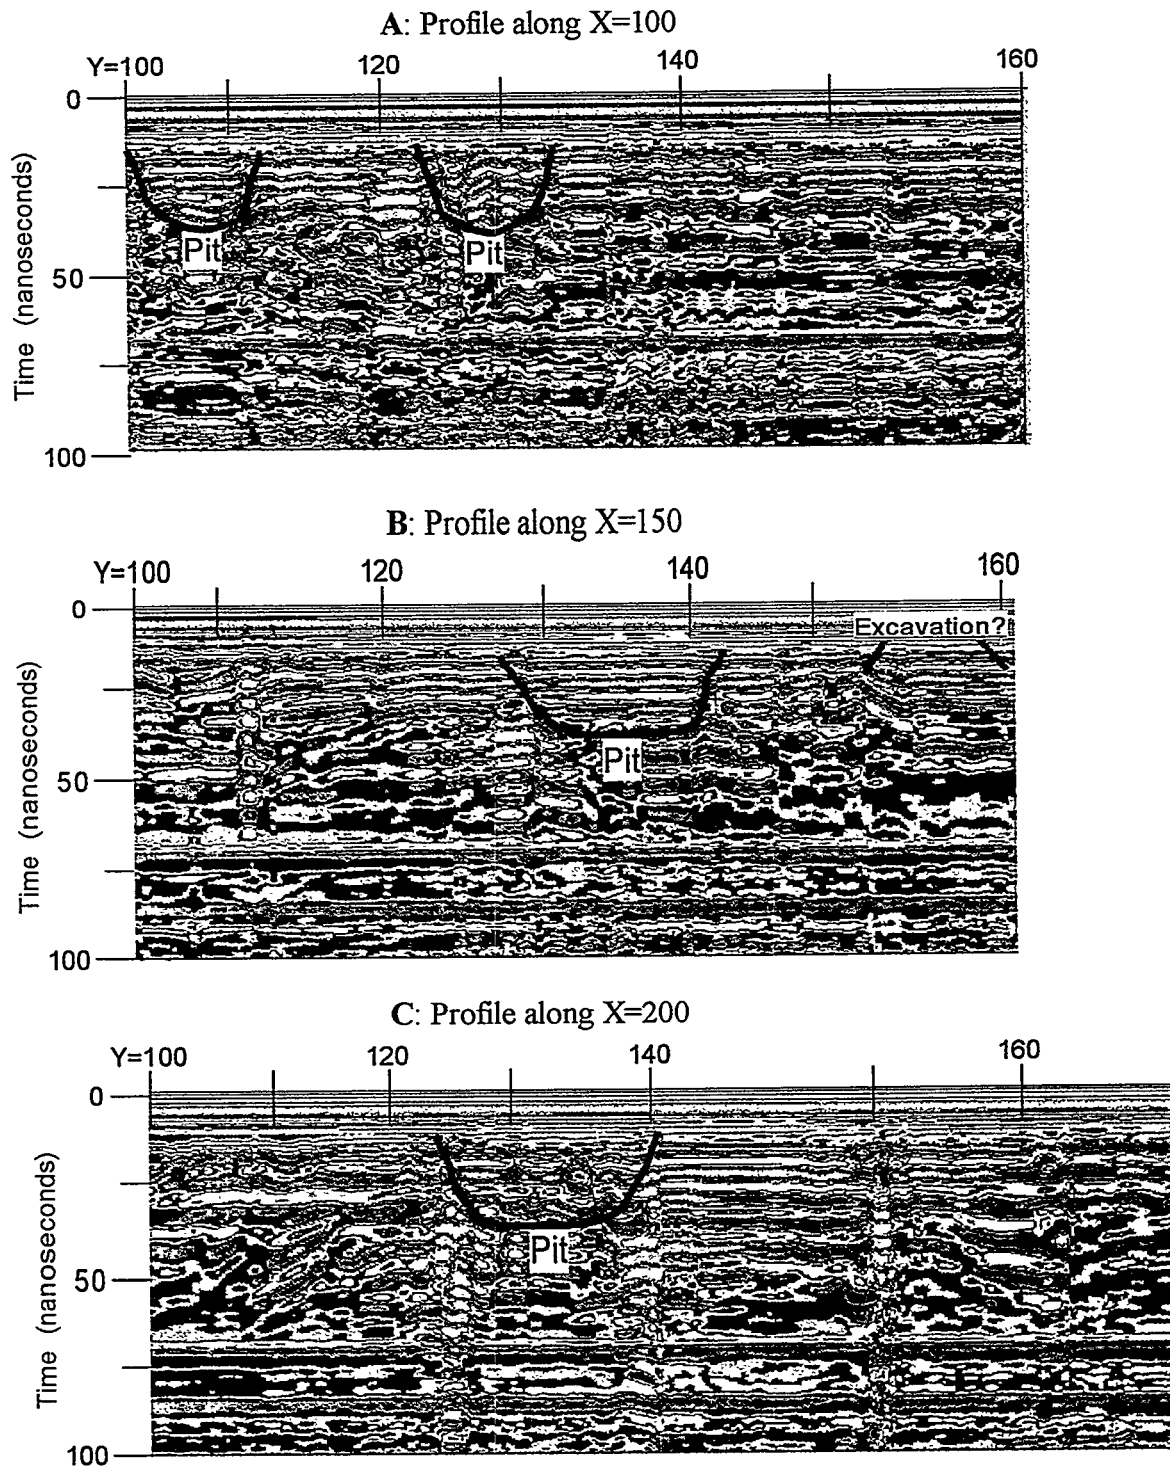 A: Profile along X=100
Y=100 120 140 160
0
50
100
Time (nanoseconds)
Pit
Pit
B: Profile along X=150
Y=100 120 140 160
0
50
100
Time (nanoseconds)
Excavation?
Pit
C: Profile along X=200
Y=100 120 140 160
0
50
100
Time (nanoseconds)
Pit